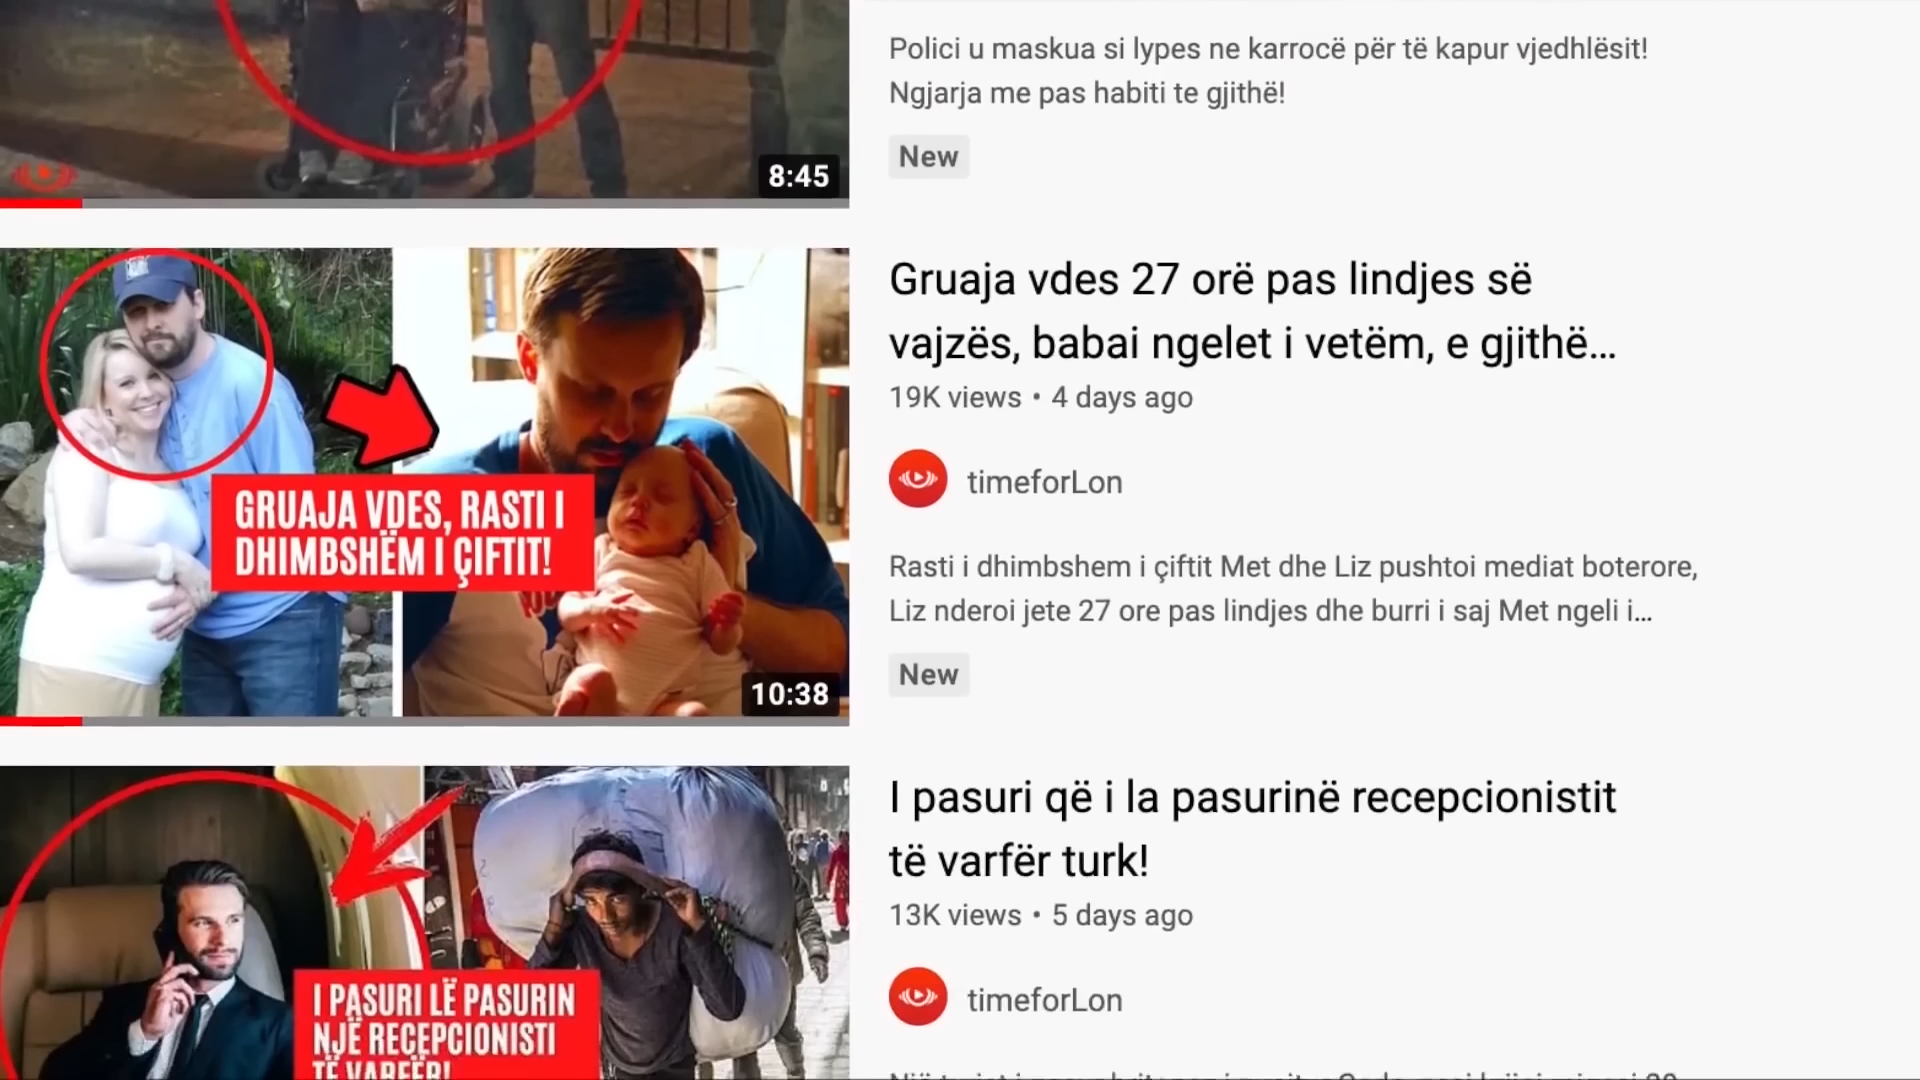 Polici u maskua si lypes ne karrocë për të kapur vjedhlësit!
Ngjarja me pas habiti te gjithë!
New
8:45
Gruaja vdes 27 orë pas lindjes së
vajzës, babai ngelet i vetëm, e gjithë...
19K views • 4 days ago
timeforLon
GRUAJA VDES, RASTI I
DHIMBSHËM I ÇIFTIT!
Rasti i dhimbshem i çiftit Met dhe Liz pushtoi mediat boterore,
Liz nderoi jete 27 ore pas lindjes dhe burri i saj Met ngeli i...
New
10:38
I pasuri që i la pasurinë recepcionistit
të varfër turk!
13K views • 5 days ago
timeforLon
I PASURI LË PASURIN
NJË RECEPCIONISTI
TË VARFËR!